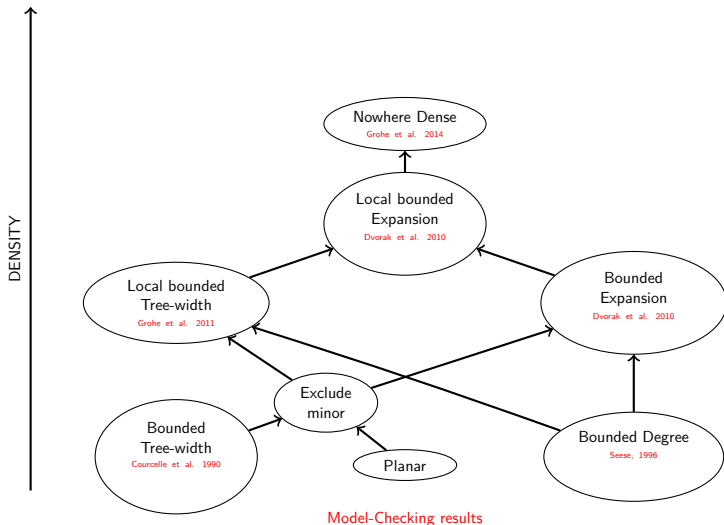 DENSITY
Nowhere Dense
Grohe et al. 2014
Local bounded
Expansion
Dvorak et al. 2010
Local bounded
Tree-width
Grohe et al. 2011
Bounded
Expansion
Dvorak et al. 2010
Exclude
minor
Bounded
Tree-width
Courcelle et al. 1990
Planar
Bounded Degree
Seese, 1996
Model-Checking results